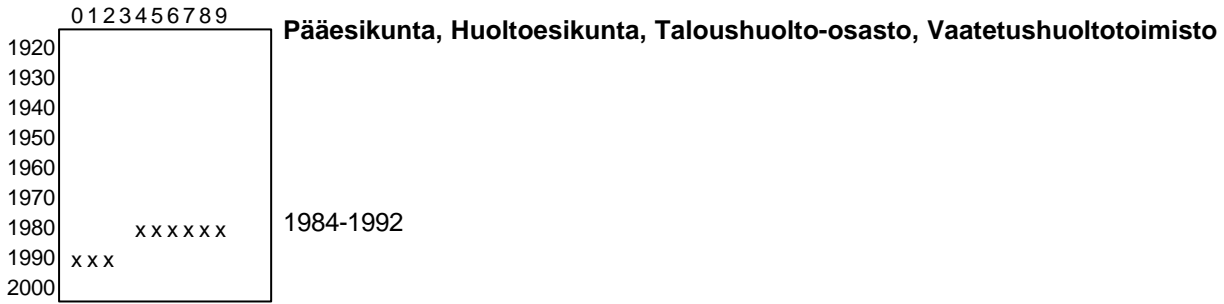 0 1 2 3 4 5 6 7 8 9
Pääesikunta, Huoltoesikunta, Taloushuolto-osasto, Vaatetushuoltotoimisto
1920
1930
1940
1950
1960
1970
1980 x x x x x x 1984-1992
1990 x x x
2000